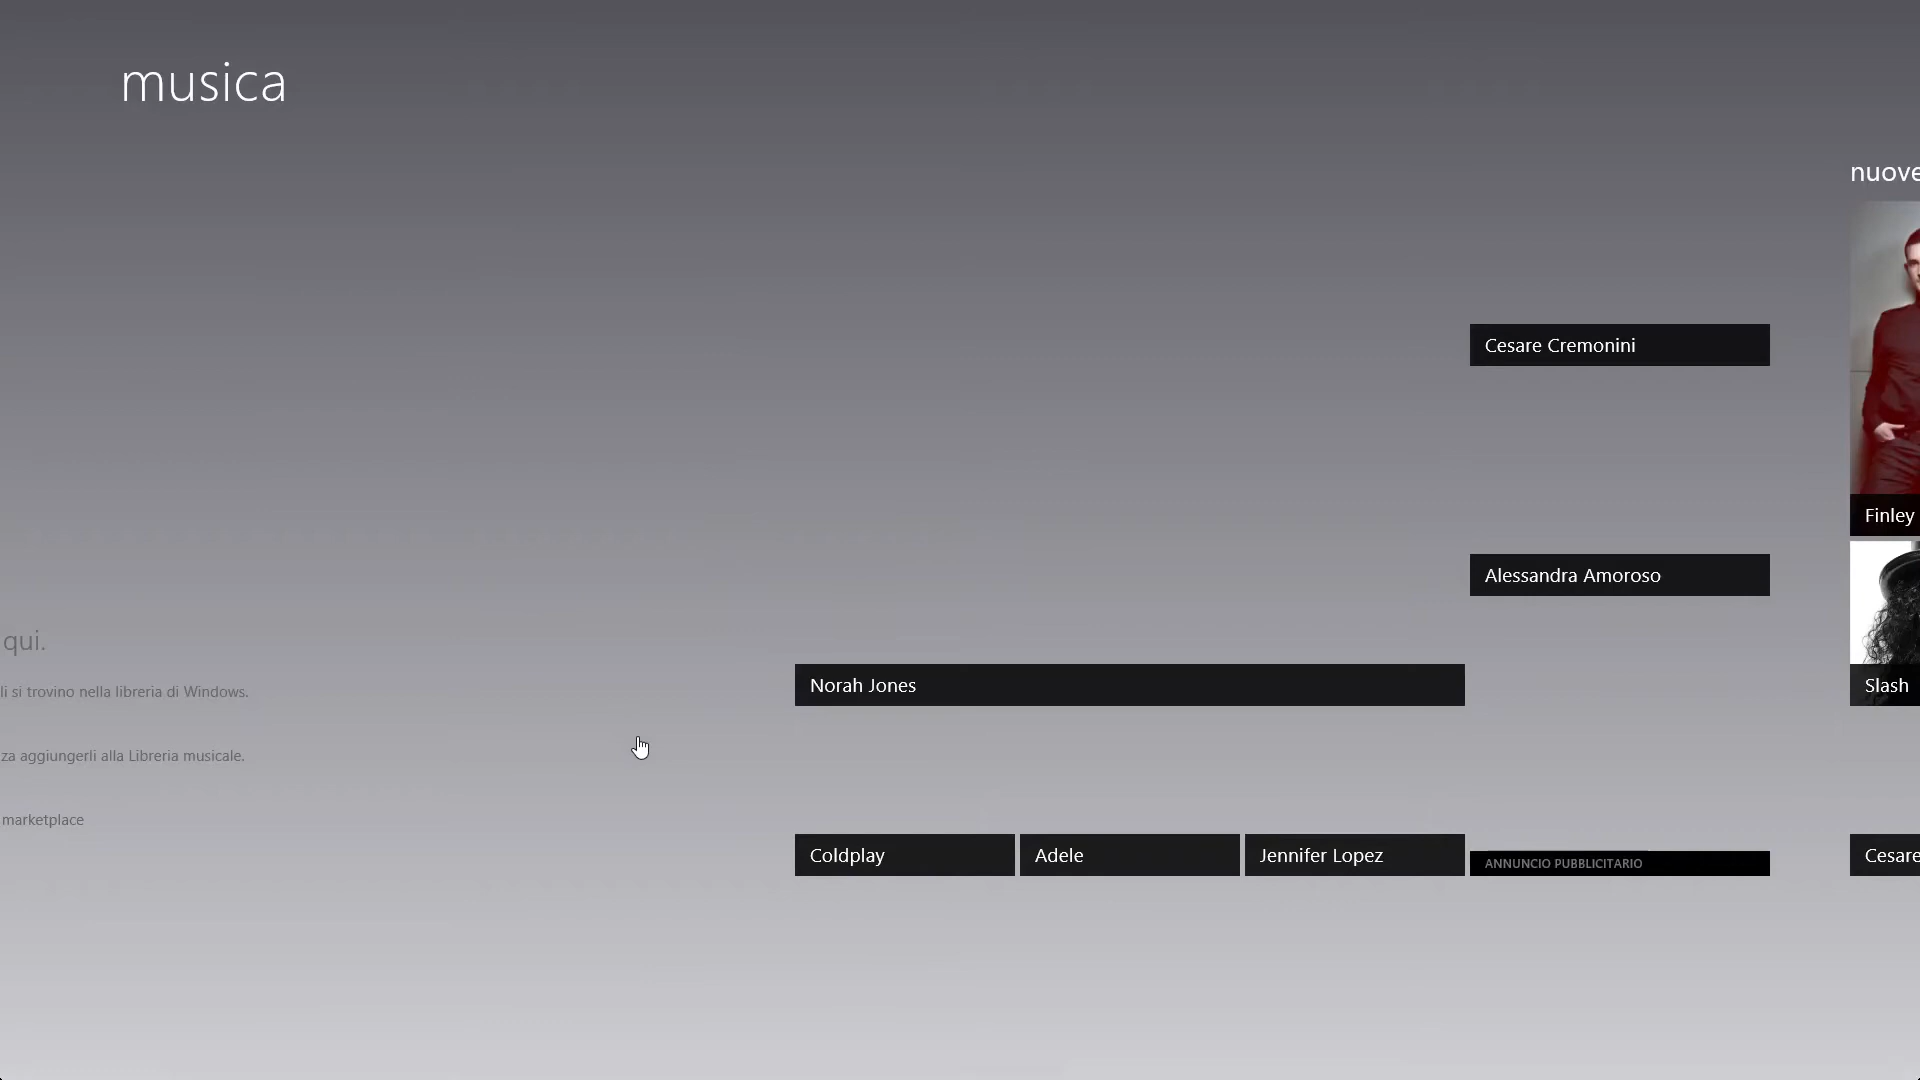 musica
nuove
Cesare Cremonini
Finley
Alessandra Amoroso
qui.
li si trovino nella libreria di Windows.
Norah Jones
Slash
za aggiungerli alla Libreria musicale.
marketplace
Coldplay
Adele
Jennifer Lopez
ANNUNCIO PUBBLICITARIO
Cesare